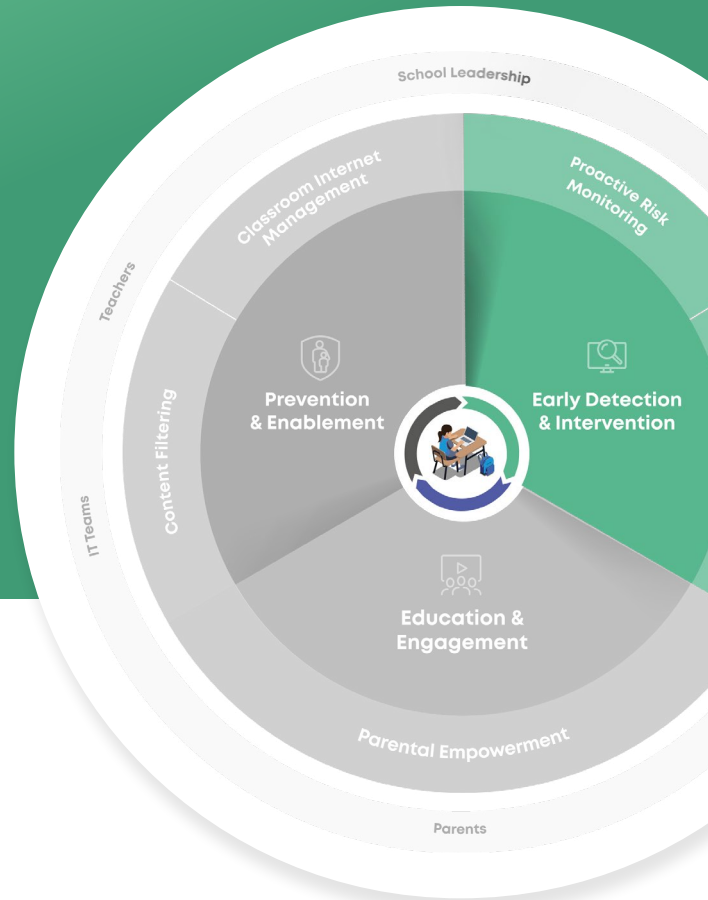 School Leadership
Classroom Internet
Management
Proactive Risk
Monitoring
Teachers
Prevention
& Enablement
Early Detection
& Intervention
Content Filtering
IT Teams
Education &
Engagement
Parental Empowerment
Parents